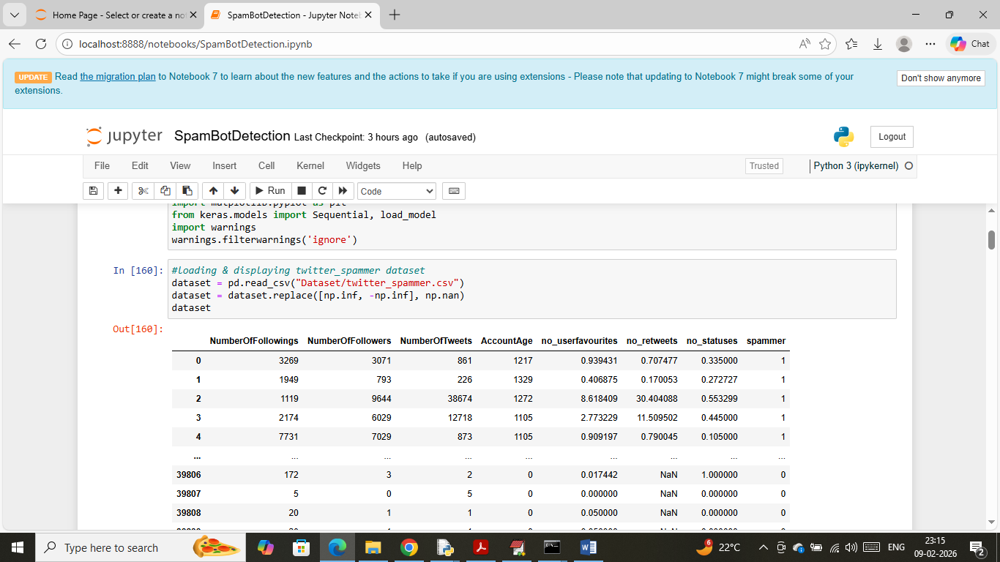 Home Page - Select or create a no
SpamBotDetection - Jupyter Note
localhost:8888/notebooks/SpamBotDetection.ipynb
Chat
UPDATE Read the migration plan to Notebook 7 to learn about the new features and the actions to take if you are using extensions - Please note that updating to Notebook 7 might break some of your
extensions.
Don't show anymore
jupyter SpamBotDetection Last Checkpoint: 3 hours ago (autosaved)
Logout
File Edit View Insert Cell Kernel Widgets Help
Trusted
Python 3 (ipykernel)
Run
Code
import matplotlib.pyplot as plt
from keras.models import Sequential, load_model
import warnings
warnings.filterwarnings('ignore')
In [160]: #loading & displaying twitter_spammer dataset
dataset = pd.read_csv("Dataset/twitter_spammer.csv")
dataset = dataset.replace([np.inf, -np.inf], np.nan)
dataset
Out[160]:
NumberOfFollowings NumberOfFollowers NumberOfTweets AccountAge no_userfavourites no_retweets no_statuses spammer
0 3269 3071 861 1217 0.939431 0.707477 0.335000 1
1 1949 793 226 1329 0.406875 0.170053 0.272727 1
2 1119 9644 38674 1272 8.618409 30.404088 0.553299 1
3 2174 6029 12718 1105 2.773229 11.509502 0.445000 1
4 7731 7029 873 1105 0.909197 0.790045 0.105000 1
... ... ... ... ... ... ... ... ...
39806 172 3 2 0 0.017442 NaN 1.000000 0
39807 5 0 5 0 0.000000 NaN 0.000000 0
39808 20 1 1 0 0.050000 NaN 0.000000 0
Type here to search
6
22°C
ENG
23:15
09-02-2026
2